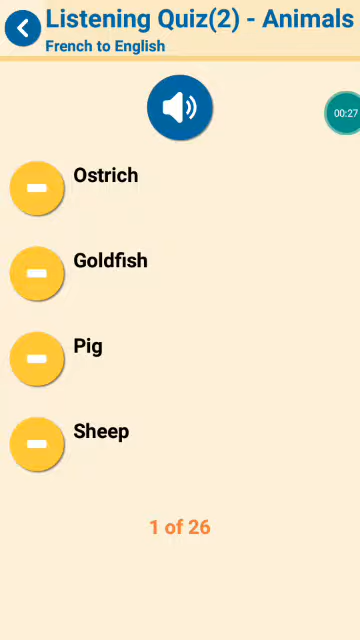 Listening Quiz(2) - Animals
French to English
00:27
Ostrich
Goldfish
Pig
Sheep
1 of 26